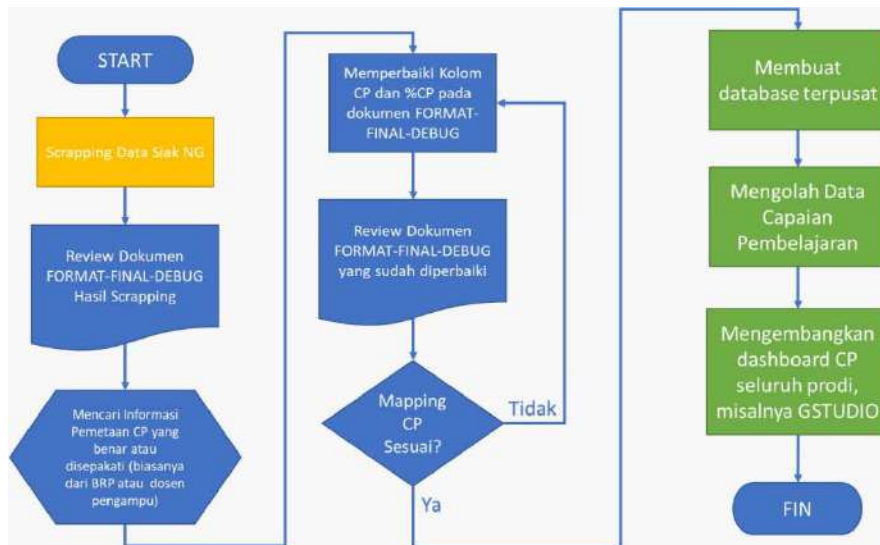 START
Scrapping Data Siak NG
Review Dokumen
FORMAT-FINAL-DEBUG
Hasil Scrapping
Mencari Informasi
Pemetaan CP yang
benar atau
disepakati (biasanya
dari BRP atau dosen
pengampu)
Memperbaiki Kolom
CP dan %CP pada
dokumen FORMAT-
FINAL-DEBUG
Review Dokumen
FORMAT-FINAL-DEBUG
yang sudah diperbaiki
Mapping
CP
Sesuai?
Tidak
Ya
Membuat
database terpusat
Mengolah Data
Capaian
Pembelajaran
Mengembangkan
dashboard CP
seluruh prodi,
misalnya GSTUDIO
FIN